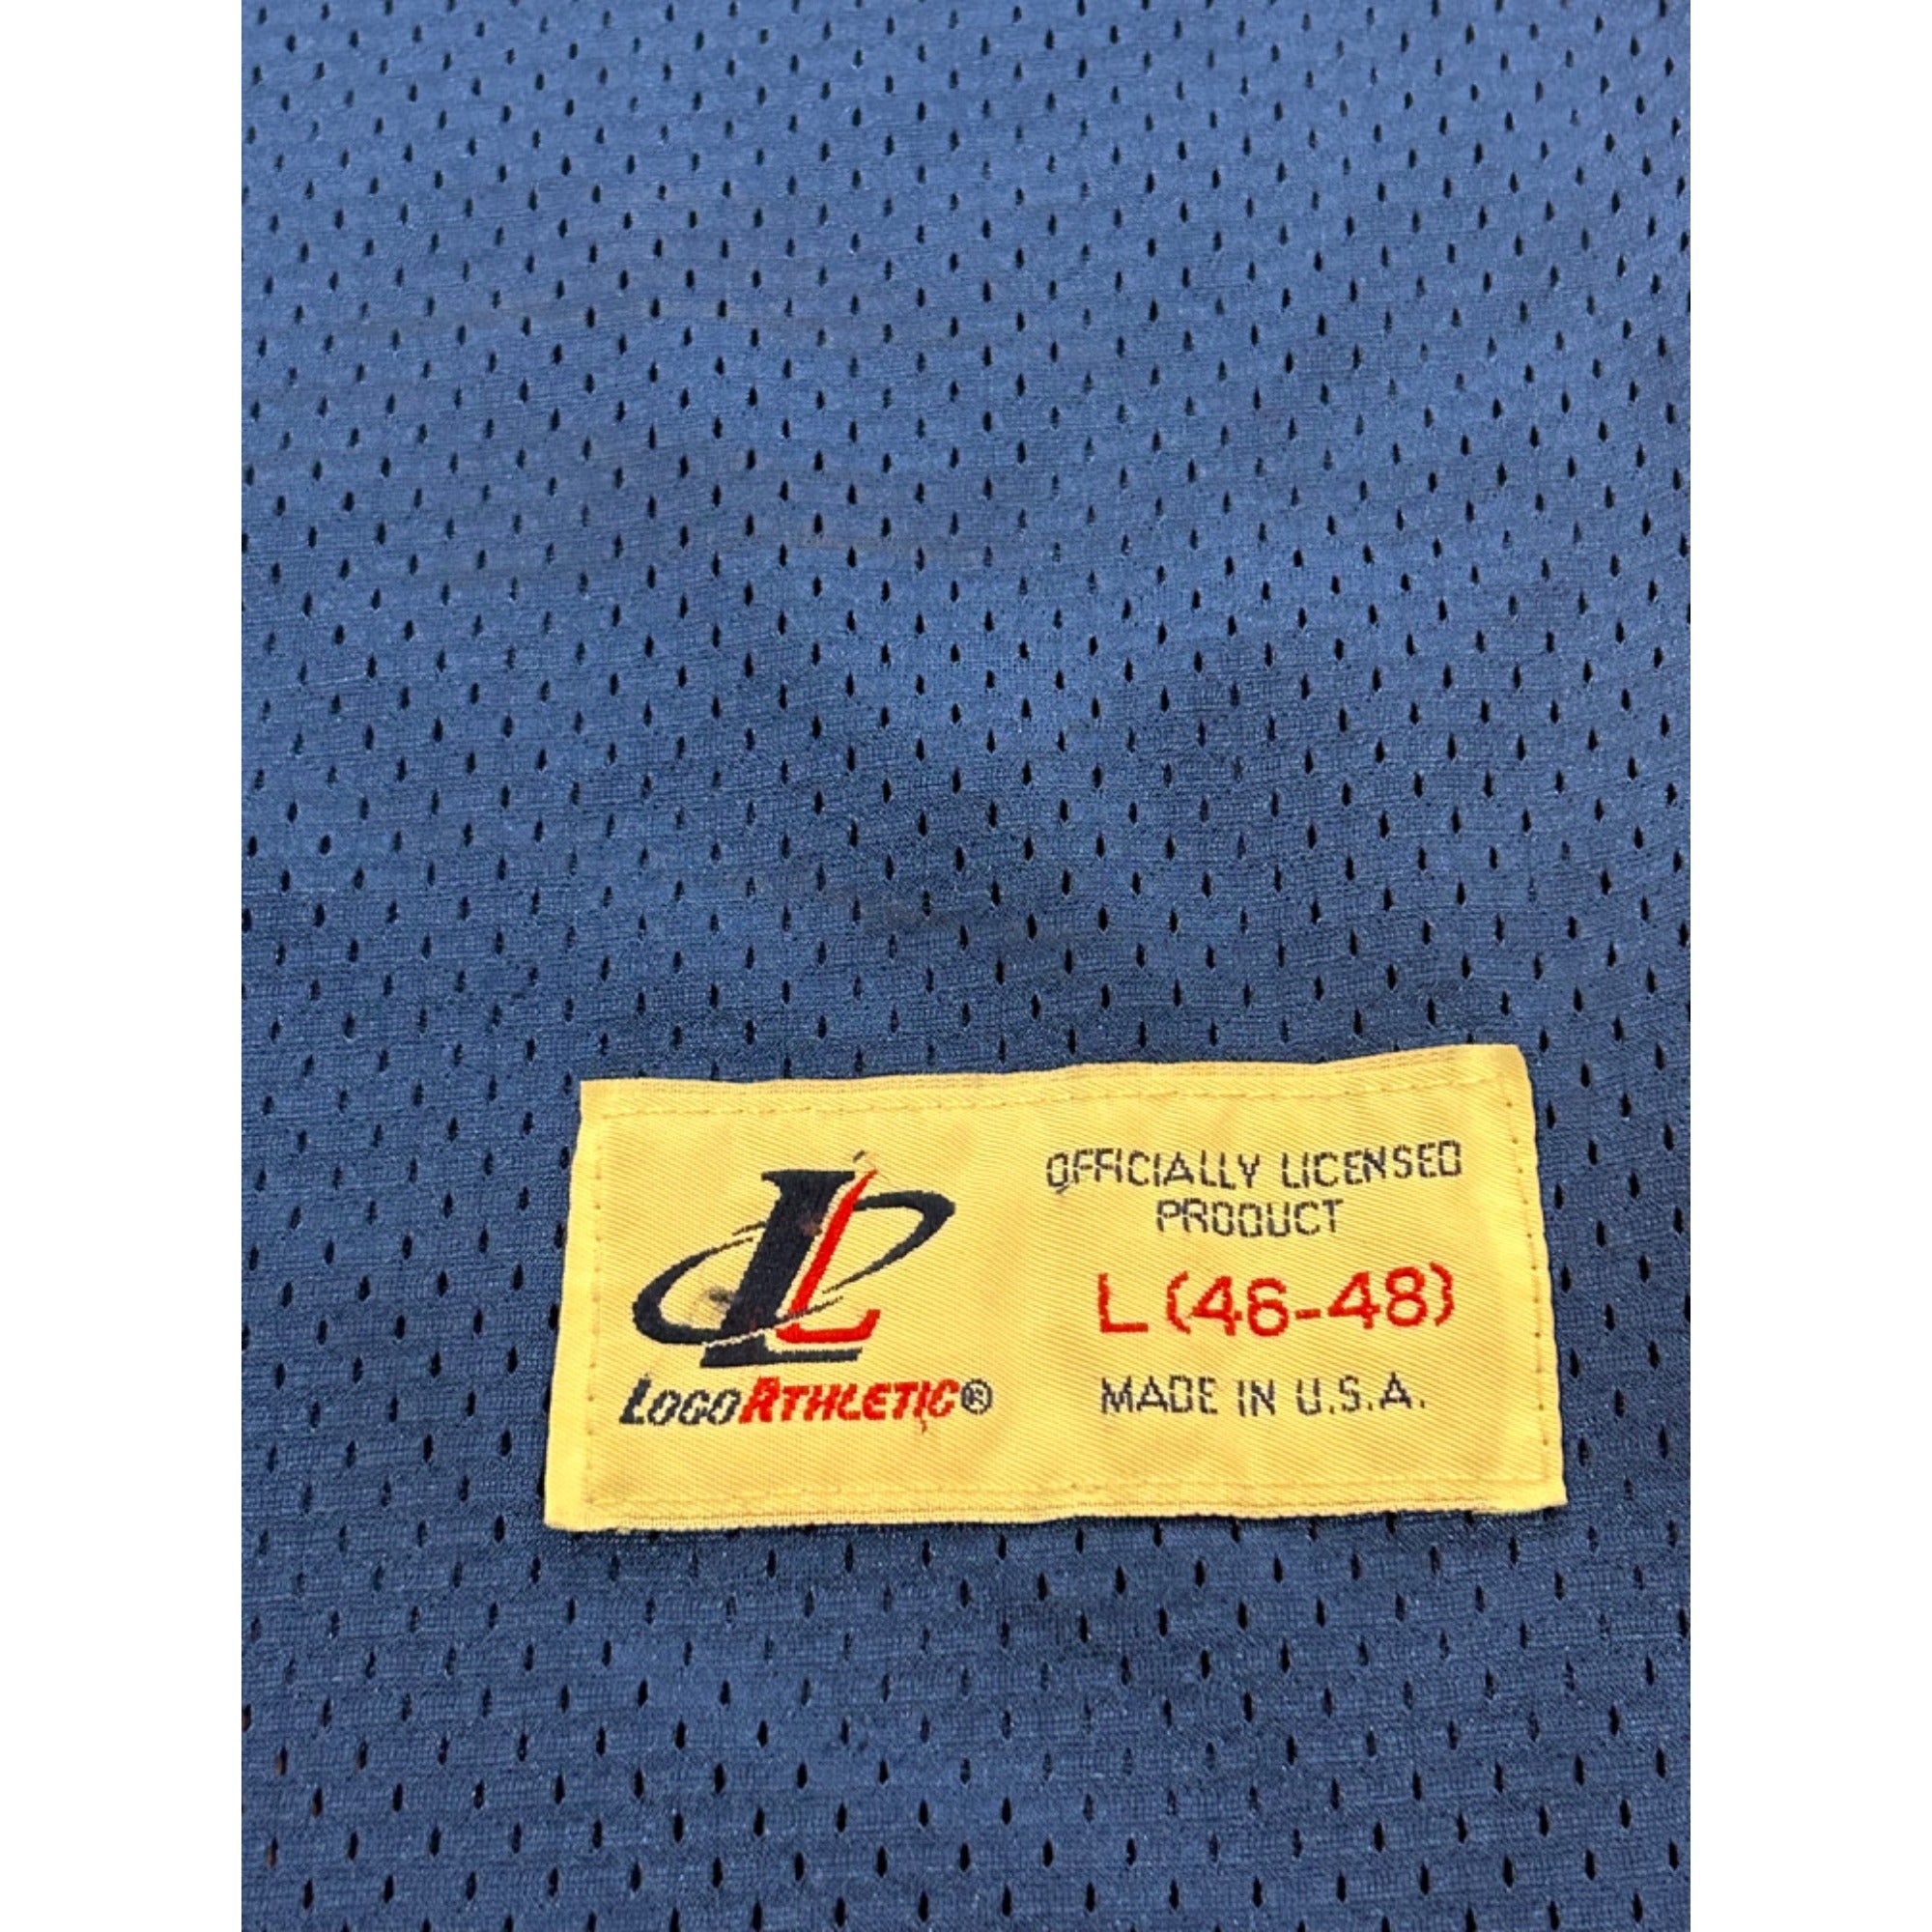 LOGO ATHLETIC®
OFFICIALLY LICENSED
PRODUCT
L (46-48)
MADE IN U.S.A.